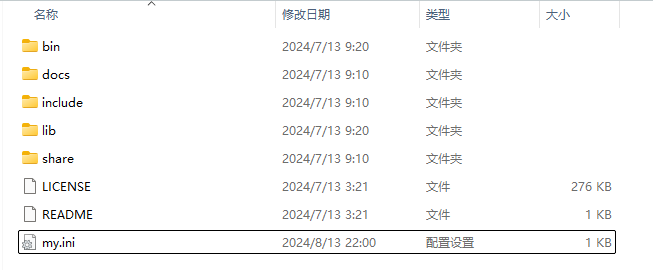 名称 修改日期 类型 大小
bin 2024/7/13 9:20 文件夹
docs 2024/7/13 9:10 文件夹
include 2024/7/13 9:10 文件夹
lib 2024/7/13 9:20 文件夹
share 2024/7/13 9:10 文件夹
LICENSE 2024/7/13 3:21 文件 276 KB
README 2024/7/13 3:21 文件 1 KB
my.ini 2024/8/13 22:00 配置设置 1 KB